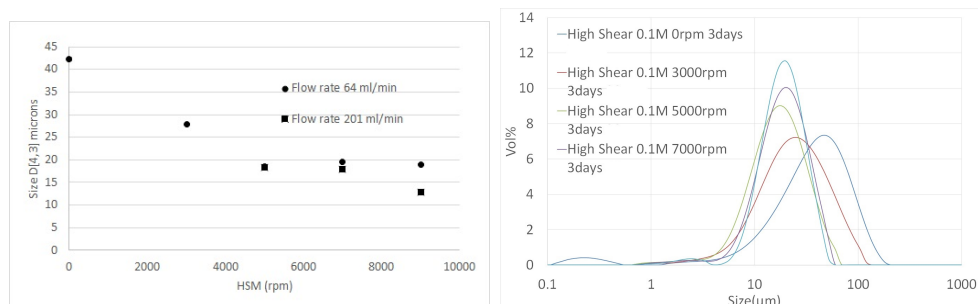 45
40
35
30
25
20
15
10
5
0
Size D[4,3] microns
Flow rate 64 ml/min
Flow rate 201 ml/min
0 2000 4000 6000 8000 10000
HSM (rpm)
14
12
10
8
6
4
2
0
Vol%
High Shear 0.1M 0rpm 3days
High Shear 0.1M 3000rpm
3days
High Shear 0.1M 5000rpm
3days
High Shear 0.1M 7000rpm
3days
0.1 1 10 100 1000
Size(um)